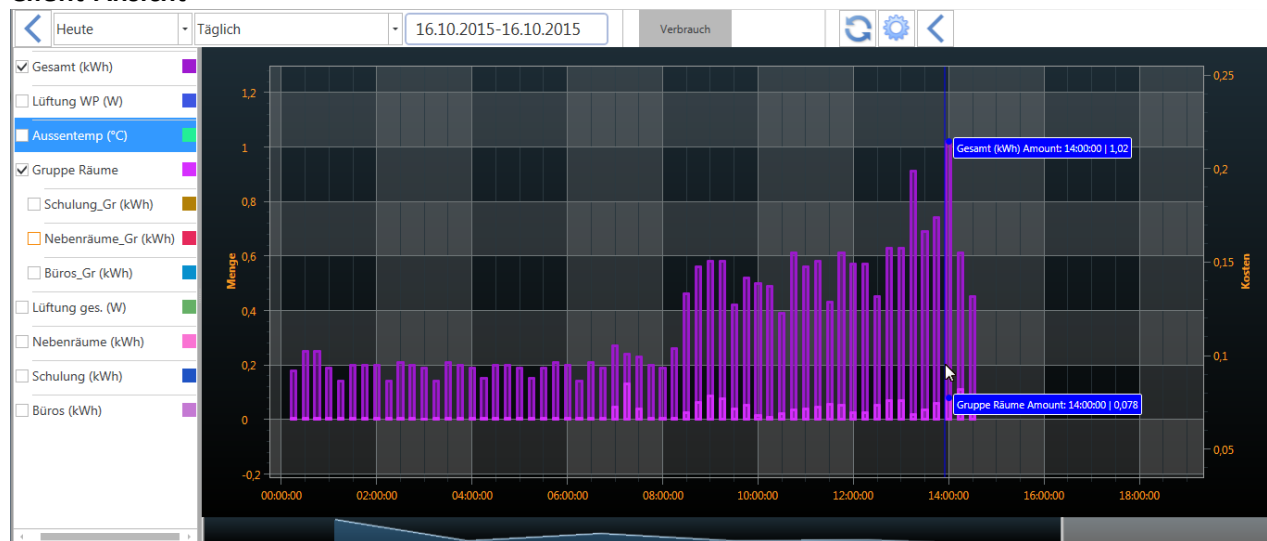 Client-Ansicht
Heute Täglich 16.10.2015-16.10.2015 Verbrauch
Gesamt (kWh)
Lüftung WP (W)
Aussentemp (°C)
Gruppe Räume
Schulung_Gr (kWh)
Nebenräume_Gr (kWh)
Büros_Gr (kWh)
Lüftung ges. (W)
Nebenräume (kWh)
Schulung (kWh)
Büros (kWh)
Menge
1,2
1
0,8
0,6
0,4
0,2
0
-0,2
Gesamt (kWh) Amount: 14:00:00 | 1,02
Gruppe Räume Amount: 14:00:00 | 0,078
0,25
0,2
0,15
0,1
0,05
Kosten
00:00:00 02:00:00 04:00:00 06:00:00 08:00:00 10:00:00 12:00:00 14:00:00 16:00:00 18:00:00